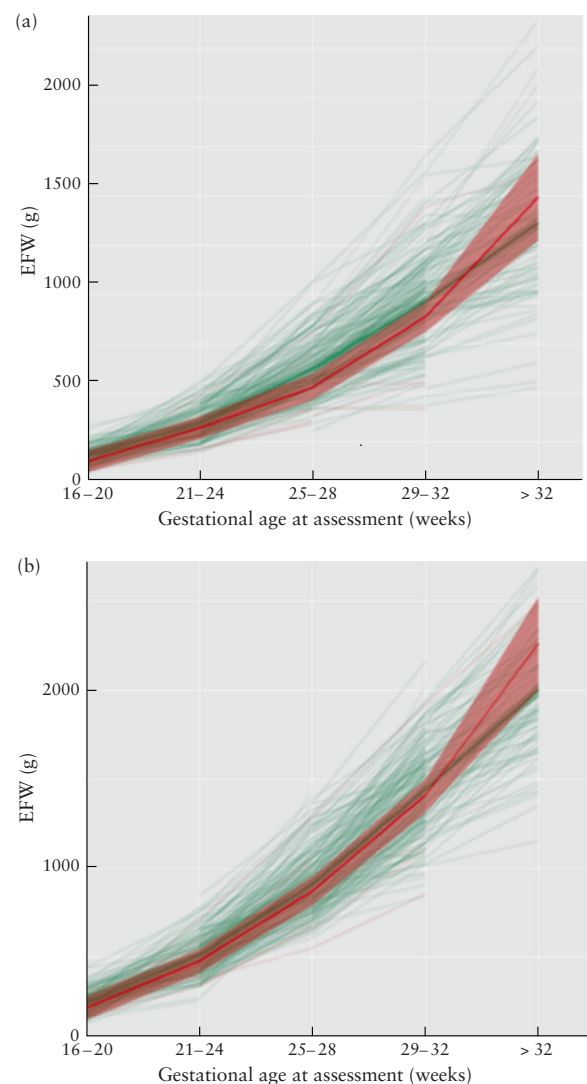 (a)
2000
1500
1000
500
0
EFW (g)
16–20 21–24 25–28 29–32 > 32
Gestational age at assessment (weeks)
(b)
2000
1000
0
EFW (g)
16–20 21–24 25–28 29–32 > 32
Gestational age at assessment (weeks)